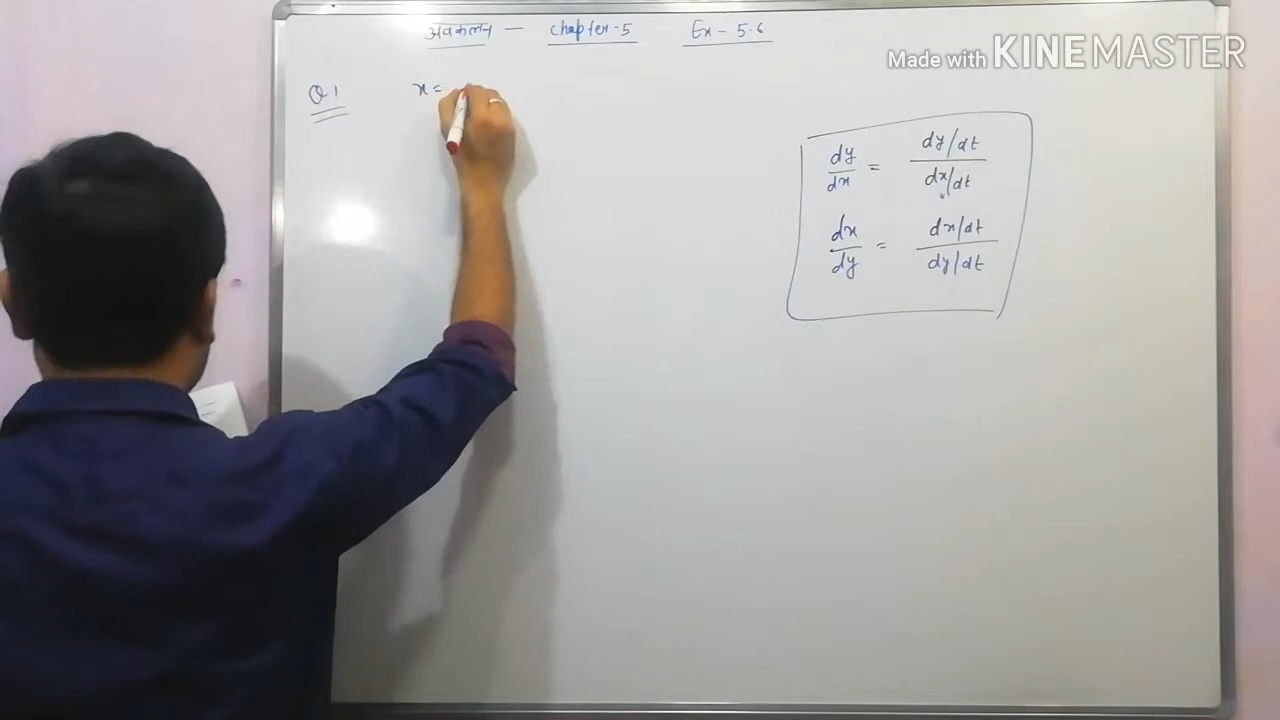 अवकलन — Chapter-5 Ex - 5.6
Made with KINEMASTER
Q1 x =
dy/dx = dy/dt / dx/dt
dx/dy = dx/dt / dy/dt